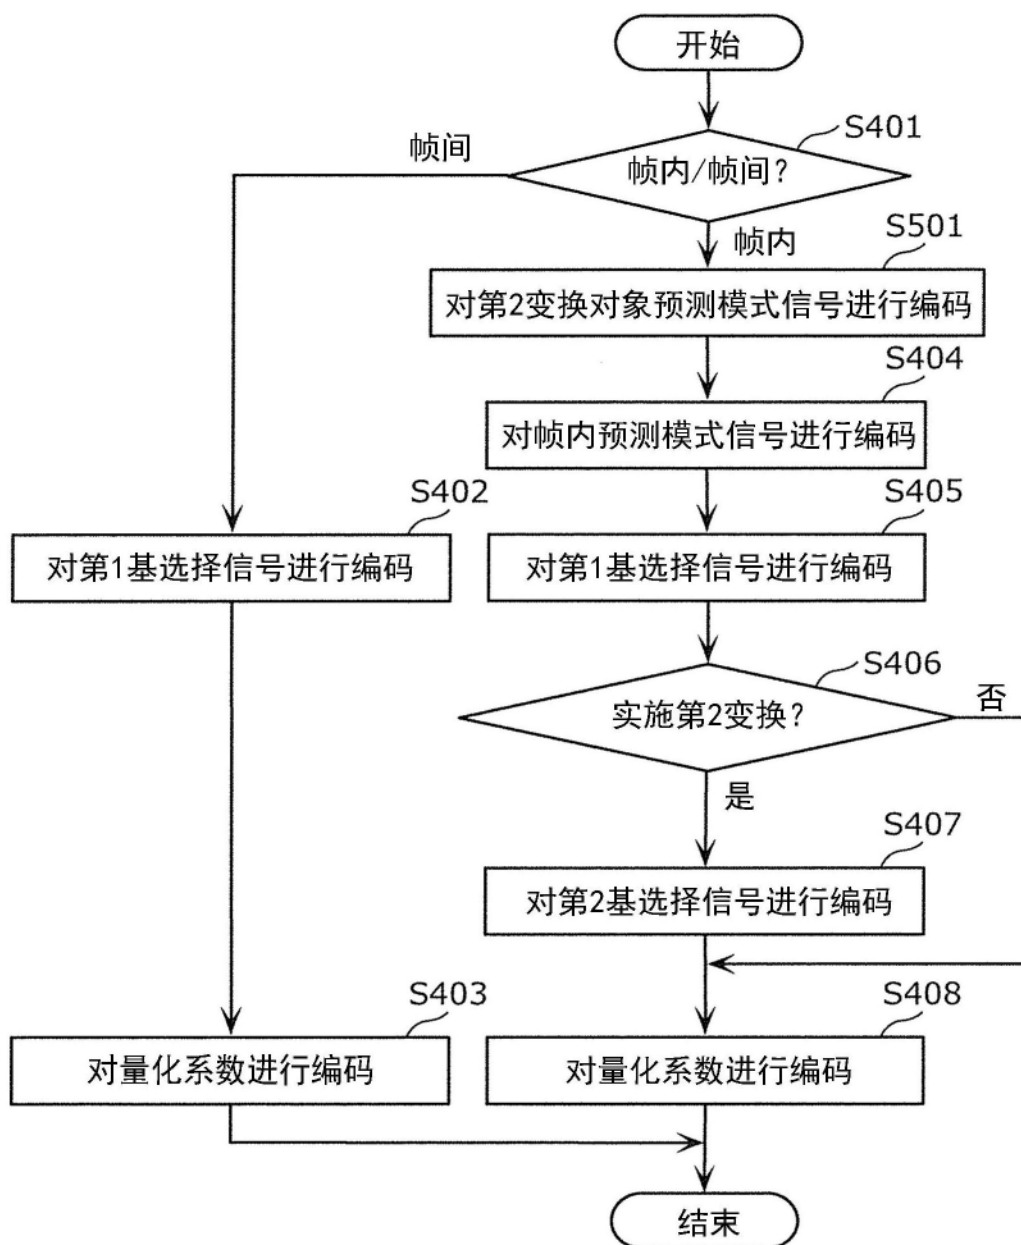 开始
S401
帧间
帧内/帧间?
S501
帧内
对第2变换对象预测模式信号进行编码
S404
对帧内预测模式信号进行编码
S402
S405
对第1基选择信号进行编码
对第1基选择信号进行编码
S406
实施第2变换?
否
是
S407
对第2基选择信号进行编码
S403
S408
对量化系数进行编码
对量化系数进行编码
结束